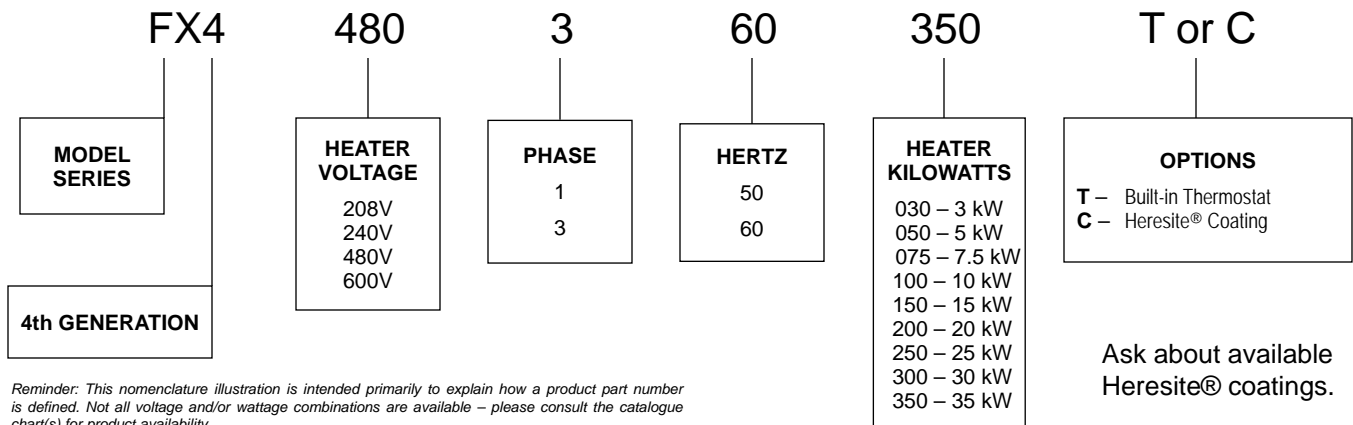 FX4 480 3 60 350 T or C
MODEL
SERIES
4th GENERATION
HEATER
VOLTAGE
208V
240V
480V
600V
PHASE
1
3
HERTZ
50
60
HEATER
KILOWATTS
030 – 3 kW
050 – 5 kW
075 – 7.5 kW
100 – 10 kW
150 – 15 kW
200 – 20 kW
250 – 25 kW
300 – 30 kW
350 – 35 kW
OPTIONS
T – Built-in Thermostat
C – Heresite® Coating
Ask about available
Heresite® coatings.
Reminder: This nomenclature illustration is intended primarily to explain how a product part number
is defined. Not all voltage and/or wattage combinations are available – please consult the catalogue
chart(s) for product availability